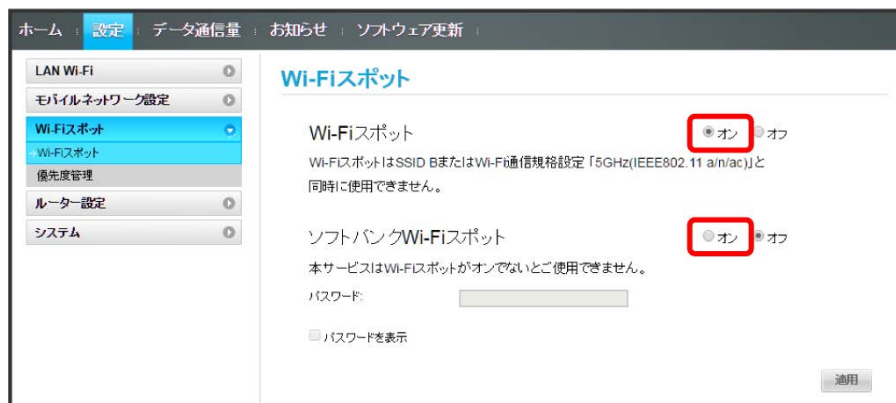 ホーム 設定 データ通信量 お知らせ ソフトウェア更新
LAN Wi-Fi
モバイルネットワーク設定
Wi-Fiスポット
Wi-Fiスポット
優先度管理
ルーター設定
システム
Wi-Fiスポット
Wi-Fiスポット オン オフ
Wi-FiスポットはSSID BまたはWi-Fi通信規格設定「5GHz(IEEE802.11 a/n/ac)」と
同時に使用できません。
ソフトバンクWi-Fiスポット オン オフ
本サービスはWi-Fiスポットがオンでないとご使用できません。
パスワード:
パスワードを表示
適用